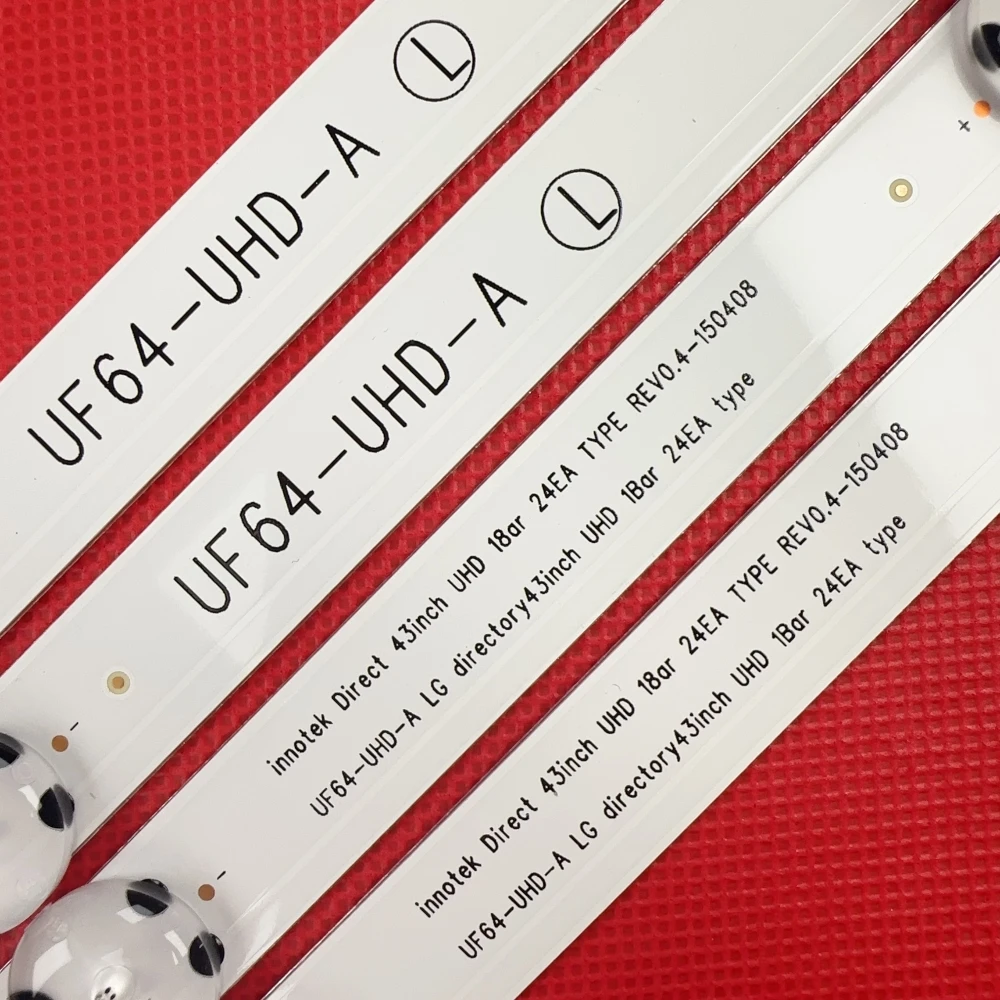 UF64-UHD-A L
UF64-UHD-A L
innotek Direct 43inch UHD 18ar 24EA TYPE REV0.4-150408
UF64-UHD-A LG directory43inch UHD 1Bar 24EA type
innotek Direct 43inch UHD 18ar 24EA TYPE REV0.4-150408
UF64-UHD-A LG directory43inch UHD 1Bar 24EA type
+
-
-